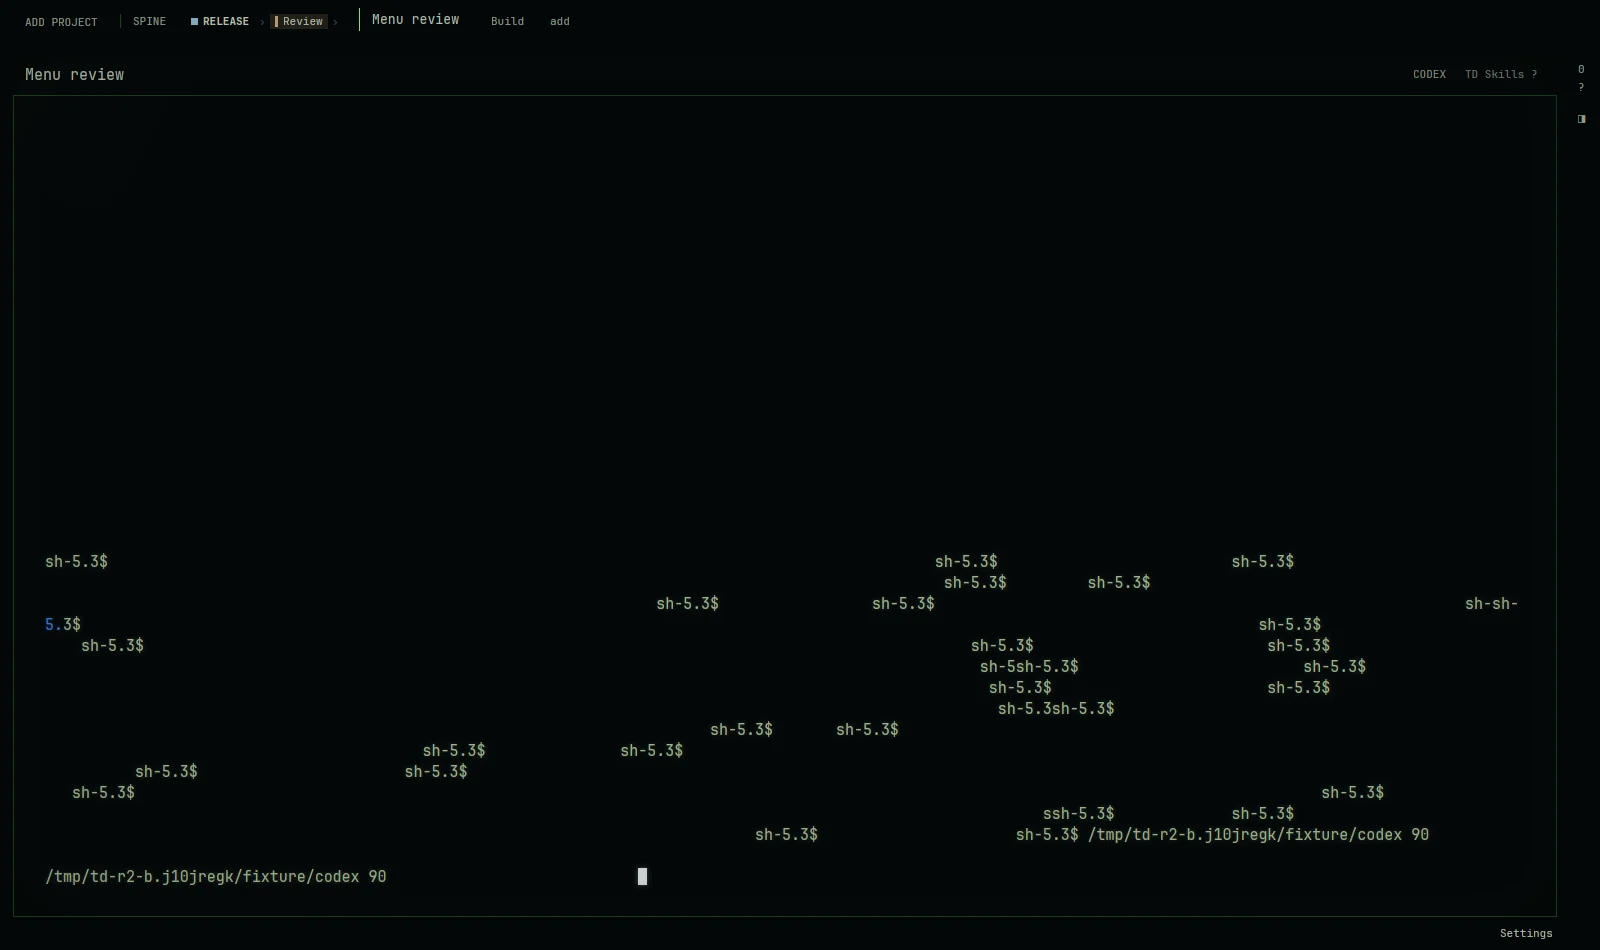 ADD PROJECT SPINE RELEASE › Review › Menu review Build add
Menu review CODEX TD Skills ?
0
?
sh-5.3$ sh-5.3$ sh-5.3$
sh-5.3$ sh-5.3$
sh-5.3$ sh-5.3$ sh-sh-
5.3$ sh-5.3$
sh-5.3$ sh-5.3$ sh-5.3$
sh-5sh-5.3$ sh-5.3$
sh-5.3$ sh-5.3$
sh-5.3sh-5.3$
sh-5.3$ sh-5.3$
sh-5.3$ sh-5.3$
sh-5.3$ sh-5.3$
sh-5.3$ sh-5.3$
ssh-5.3$ sh-5.3$
sh-5.3$ sh-5.3$ /tmp/td-r2-b.j10jregk/fixture/codex 90
/tmp/td-r2-b.j10jregk/fixture/codex 90
Settings